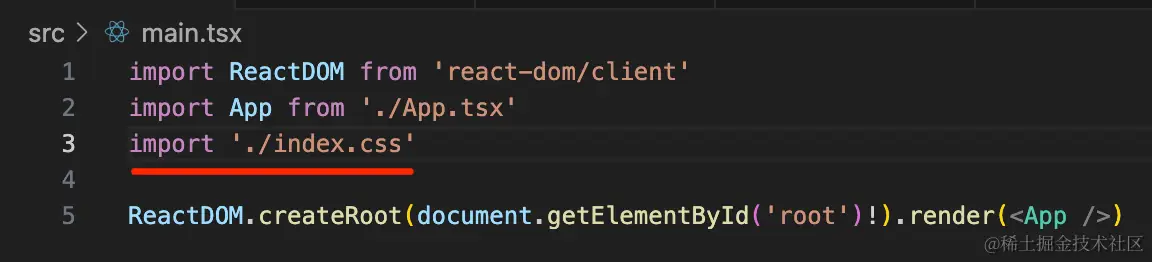 src > main.tsx
1 import ReactDOM from 'react-dom/client'
2 import App from './App.tsx'
3 import './index.css'
4
5 ReactDOM.createRoot(document.getElementById('root')!).render(<App />)
@稀土掘金技术社区